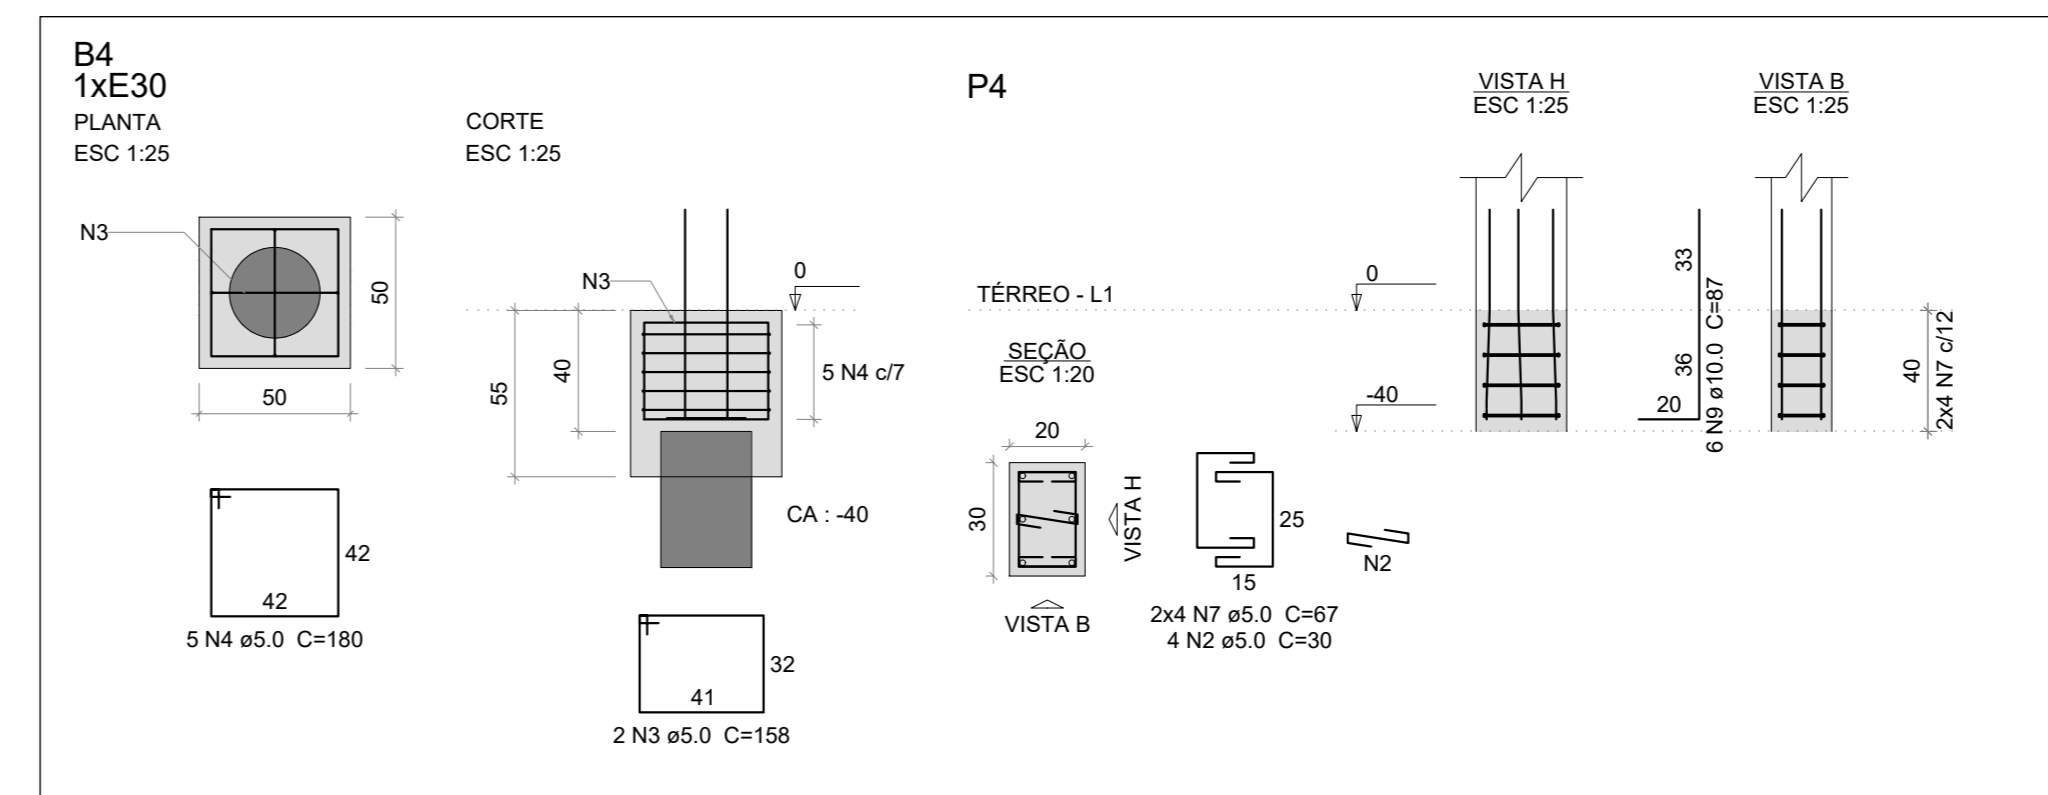 B4
1xE30
PLANTA
ESC 1:25
N3
50
50
42
42
5 N4 ø5.0 C=180
CORTE
ESC 1:25
N3
0
55
40
5 N4 c/7
CA : -40
32
41
2 N3 ø5.0 C=158
P4
TÉRREO - L1
SEÇÃO
ESC 1:20
20
30
VISTA H
VISTA B
25
15
N2
2x4 N7 ø5.0 C=67
4 N2 ø5.0 C=30
VISTA H
ESC 1:25
0
-40
33
36
20
6 N9 ø10.0 C=87
VISTA B
ESC 1:25
40
2x4 N7 c/12